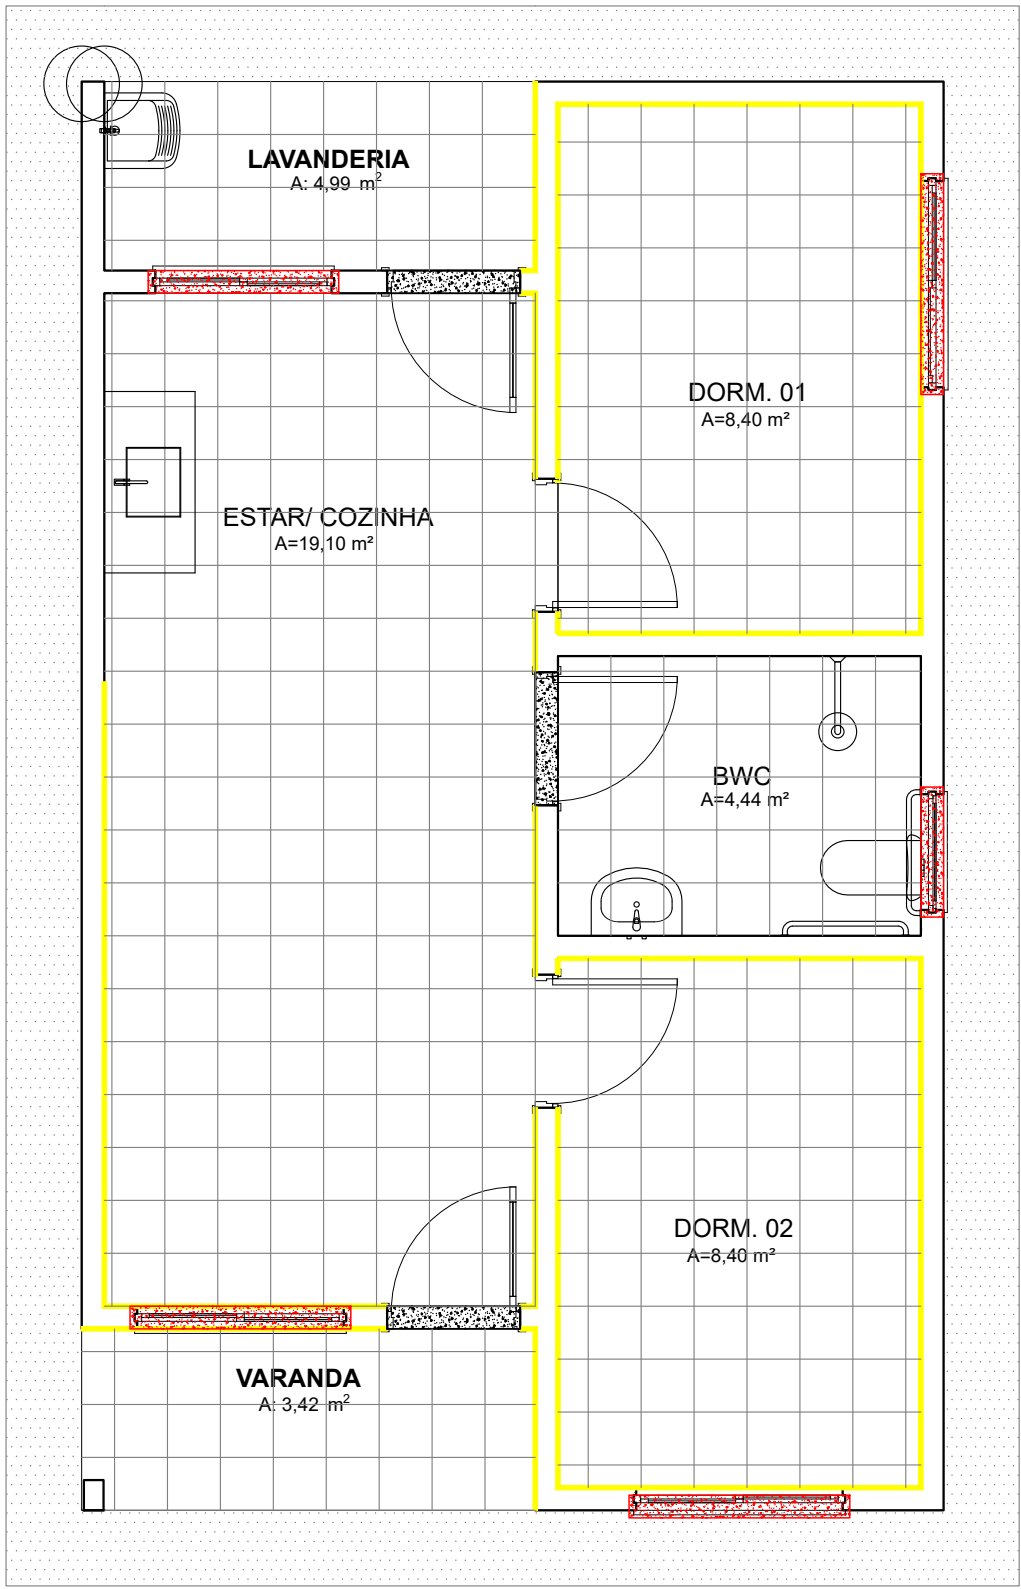 LAVANDERIA
A: 4,99 m²
DORM. 01
A=8,40 m²
ESTAR/ COZINHA
A=19,10 m²
BWC
A=4,44 m²
DORM. 02
A=8,40 m²
VARANDA
A: 3,42 m²